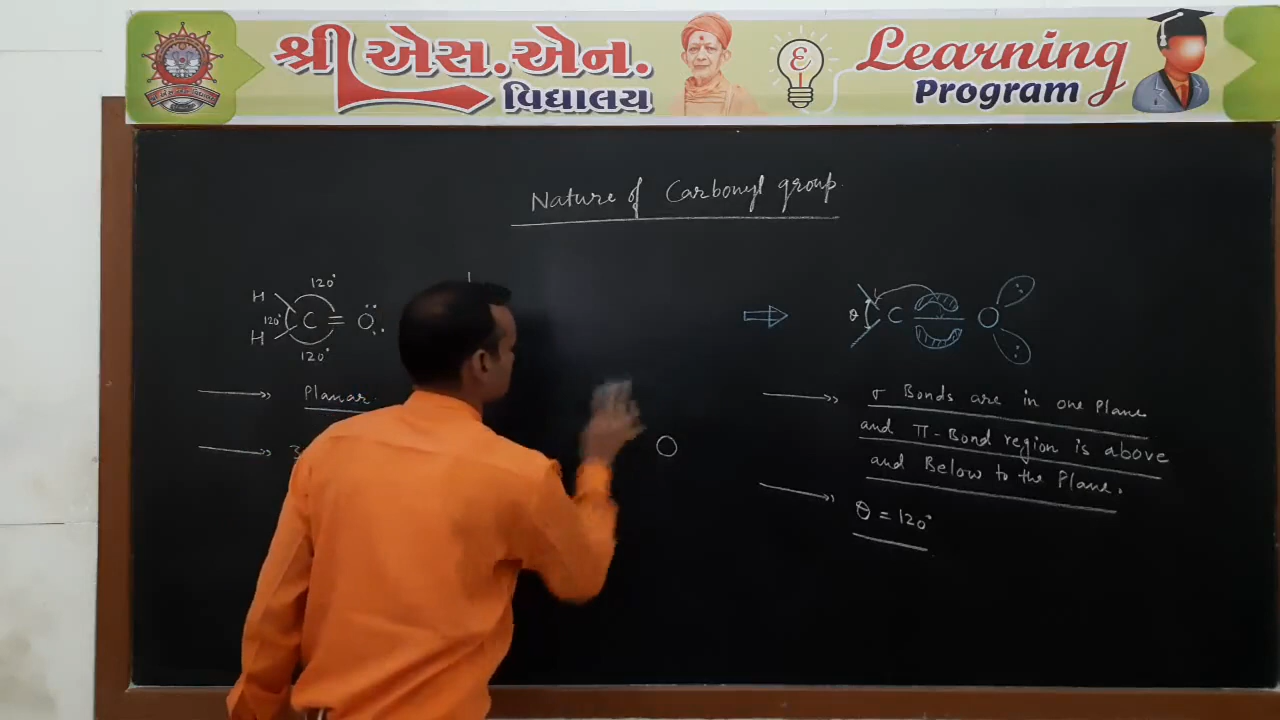 શ્રી એસ.એન.
વિદ્યાલય
Learning
Program
Nature of Carbonyl group.
H 120°
120° C = O
H
120°
C O
θ
Planar.
σ Bonds are in one Plane
and π-Bond region is above
and Below to the Plane.
3
O
θ = 120°